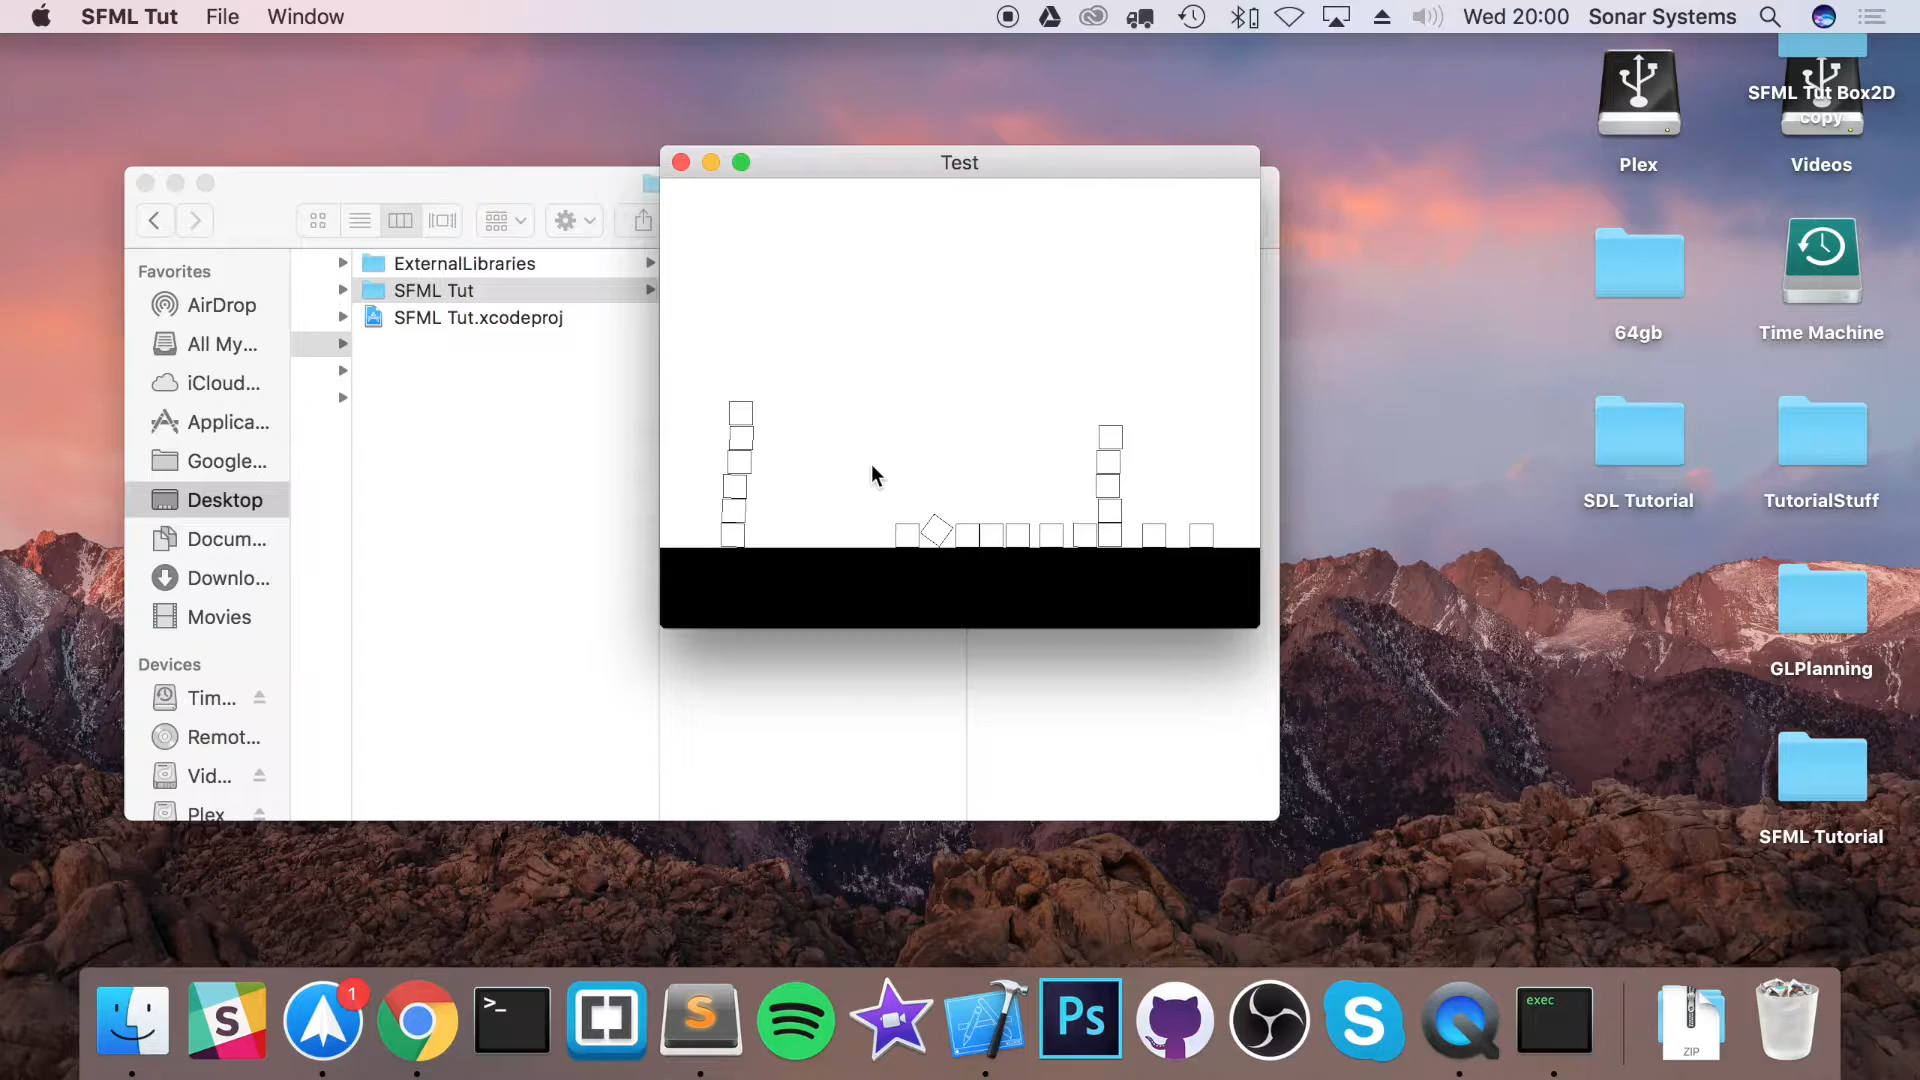 SFML Tut File Window Wed 20:00 Sonar Systems
Test
SFML Tut Box2D
copy
Plex
Videos
64gb
Time Machine
SDL Tutorial
TutorialStuff
GLPlanning
SFML Tutorial
Favorites
AirDrop
All My...
iCloud...
Applica...
Google...
Desktop
Docum...
Downlo...
Movies
Devices
Tim...
Remot...
Vid...
Plex
ExternalLibraries
SFML Tut
SFML Tut.xcodeproj
S
1
>_
S
Ps
S
exec
ZIP